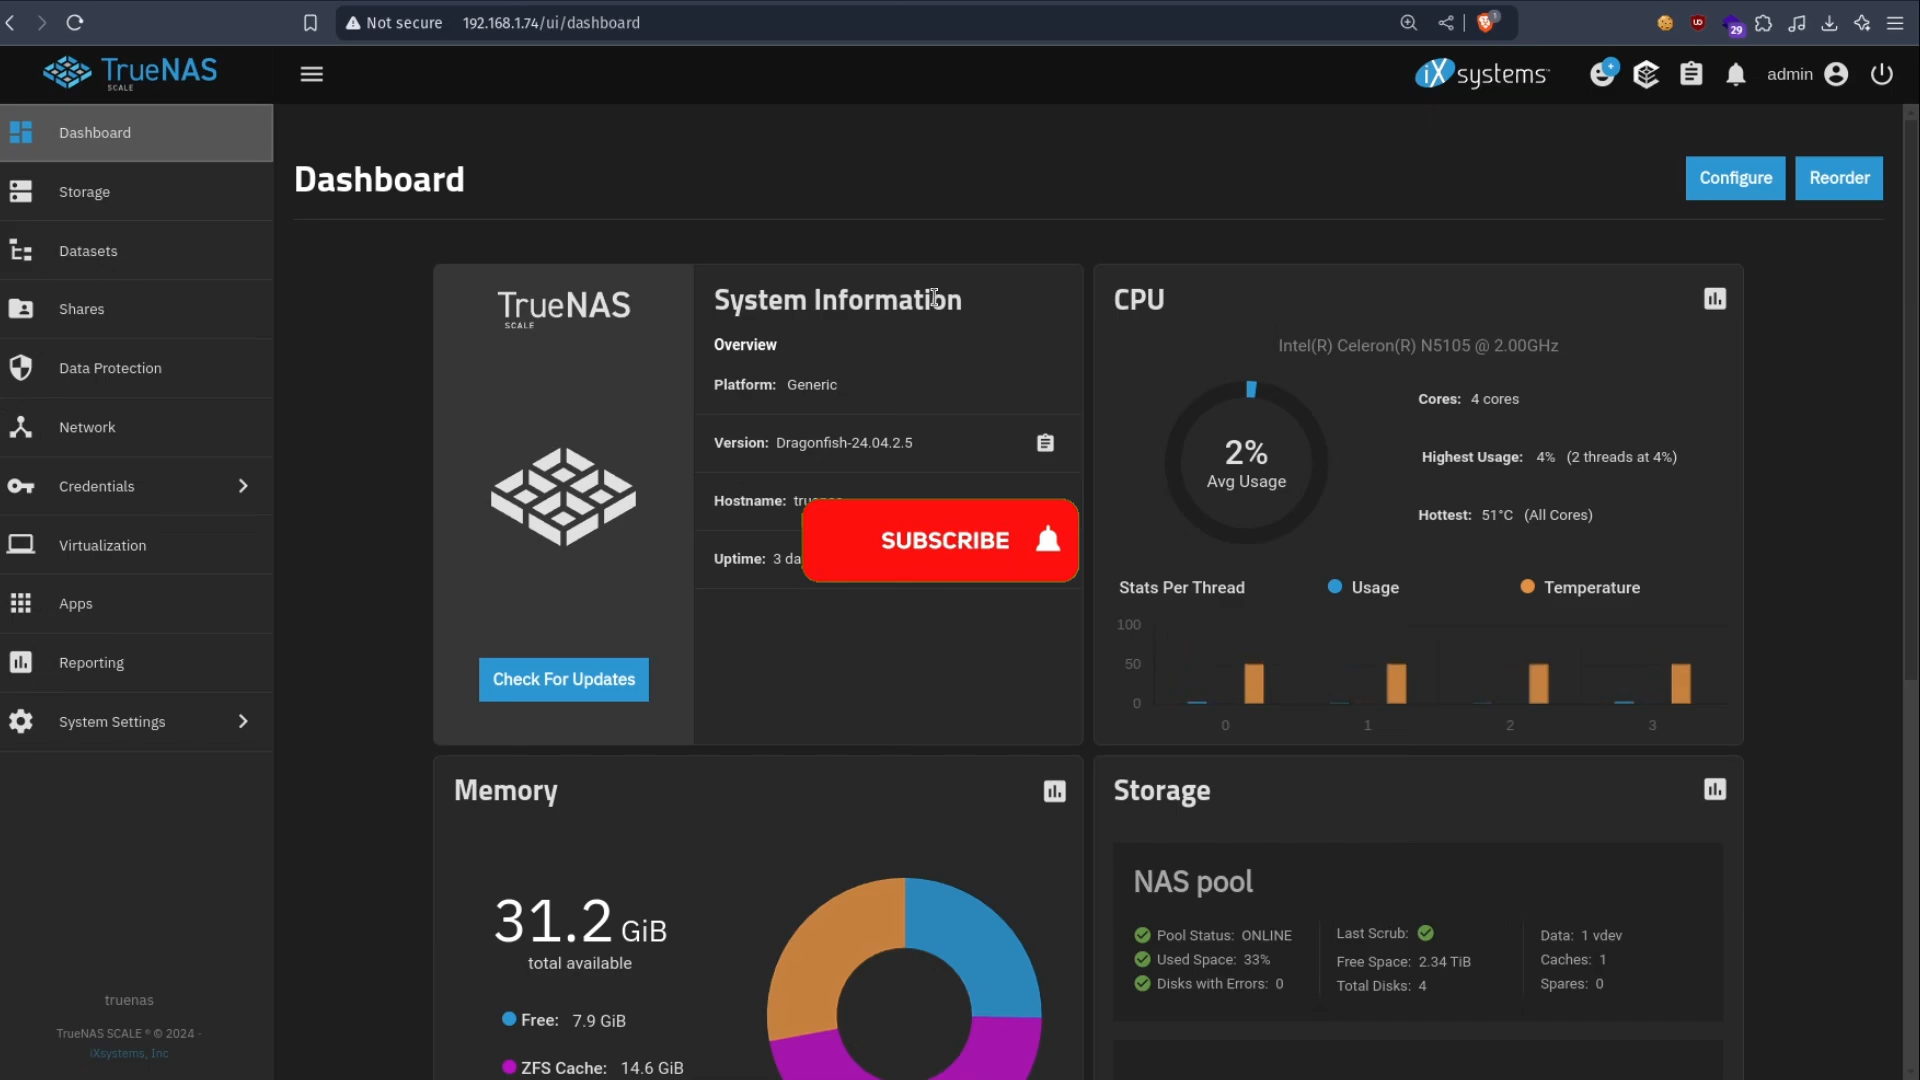 Not secure 192.168.1.74/ui/dashboard
1
UD
29
TrueNAS
SCALE
iXsystems
admin
Dashboard
Storage
Datasets
Shares
Data Protection
Network
Credentials
Virtualization
Apps
Reporting
System Settings
truenas
TrueNAS SCALE ® © 2024 -
iXsystems, Inc
Dashboard
Configure
Reorder
TrueNAS
SCALE
Check For Updates
System Information
Overview
Platform: Generic
Version: Dragonfish-24.04.2.5
Hostname:
Uptime: 3
SUBSCRIBE
CPU
Intel(R) Celeron(R) N5105 @ 2.00GHz
2%
Avg Usage
Cores: 4 cores
Highest Usage: 4% (2 threads at 4%)
Hottest: 51°C (All Cores)
Stats Per Thread
Usage
Temperature
100
50
0
0 1 2 3
Memory
31.2 GiB
total available
Free: 7.9 GiB
ZFS Cache: 14.6 GiB
Storage
NAS pool
Pool Status: ONLINE
Used Space: 33%
Disks with Errors: 0
Last Scrub:
Free Space: 2.34 TiB
Total Disks: 4
Data: 1 vdev
Caches: 1
Spares: 0